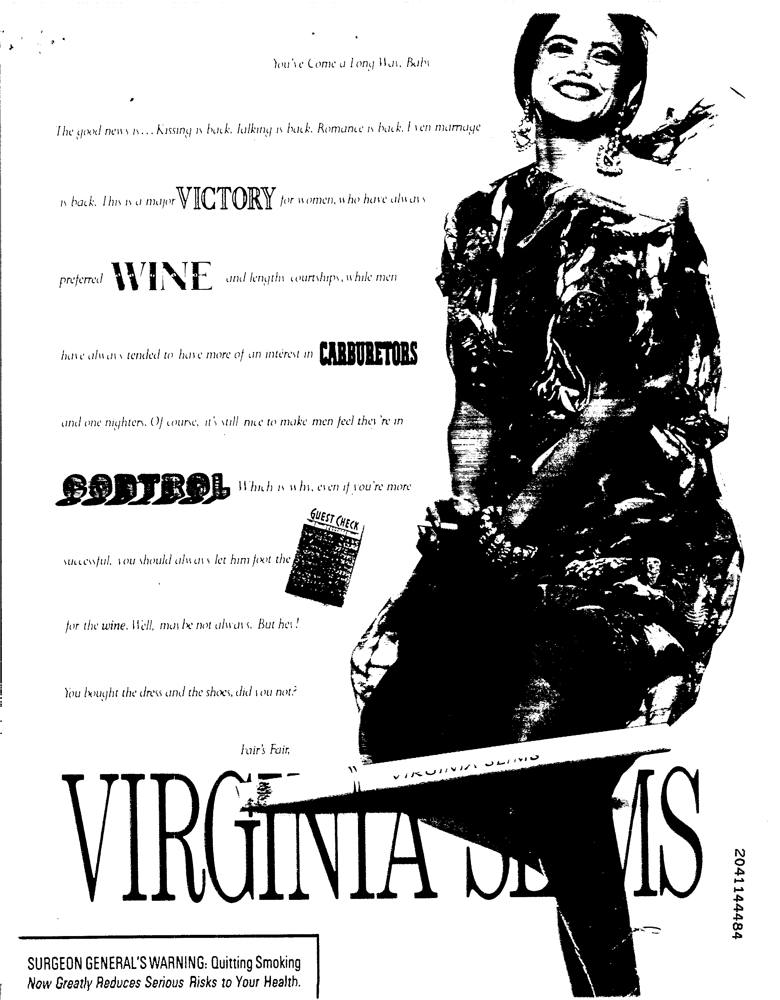 You've Come a Long Way, Baby
The good news is... Kissing is back. Talking is back. Romance is back. Even marriage
is back. This is a major VICTORY for women, who have always
preferred WINE and lengthy courtships, while men
have always tended to have more of an interest in CARBURETORS
and one nighters. Of course, it's still nice to make men feel they're in
CONTROL Which is why, even if you're more
GUEST CHECK
successful, you should always let him foot the
for the wine. Well, maybe not always. But hey!
You bought the dress and the shoes, did you not?
Fair's Fair,
VIRGINIA SLIMS
VIRGINIA SLIMS
2041144484
SURGEON GENERAL'S WARNING: Quitting Smoking
Now Greatly Reduces Serious Risks to Your Health.